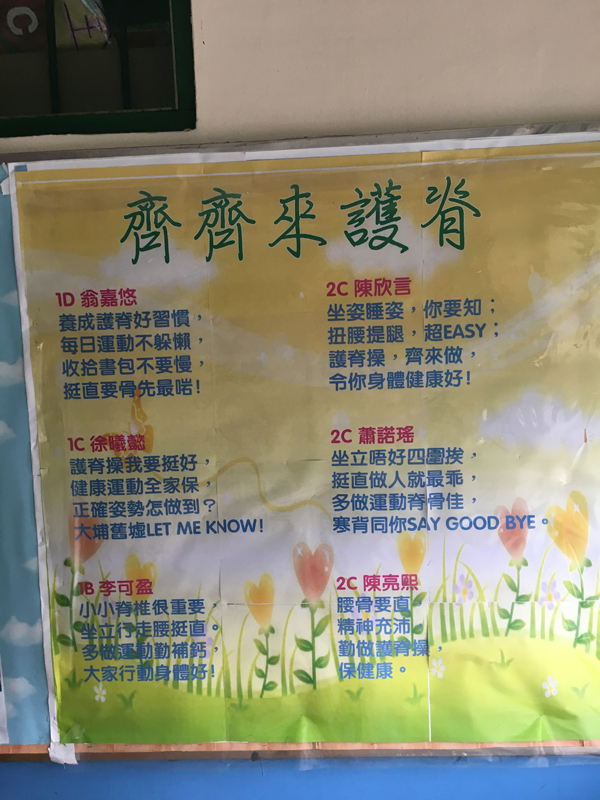 齊齊來護脊
1D 翁嘉悠
養成護脊好習慣，
每日運動不躲懶，
收拾書包不要慢，
挺直要骨先最啱!
1C 徐曦懿
護脊操我要挺好，
健康運動全家保，
正確姿勢怎做到？
大埔舊墟LET ME KNOW!
1B 李可盈
小小脊椎很重要，
坐立行走腰挺直。
多做運動勤補鈣，
大家行動身體好!
2C 陳欣言
坐姿睡姿，你要知；
扭腰提腿，超EASY；
護脊操，齊來做，
令你身體健康好!
2C 蕭諾瑤
坐立唔好四圍挨，
挺直做人就最乖，
多做運動脊骨佳，
寒背同你SAY GOOD BYE。
2C 陳亮熙
腰骨要直，
精神充沛，
勤做護脊操，
保健康。